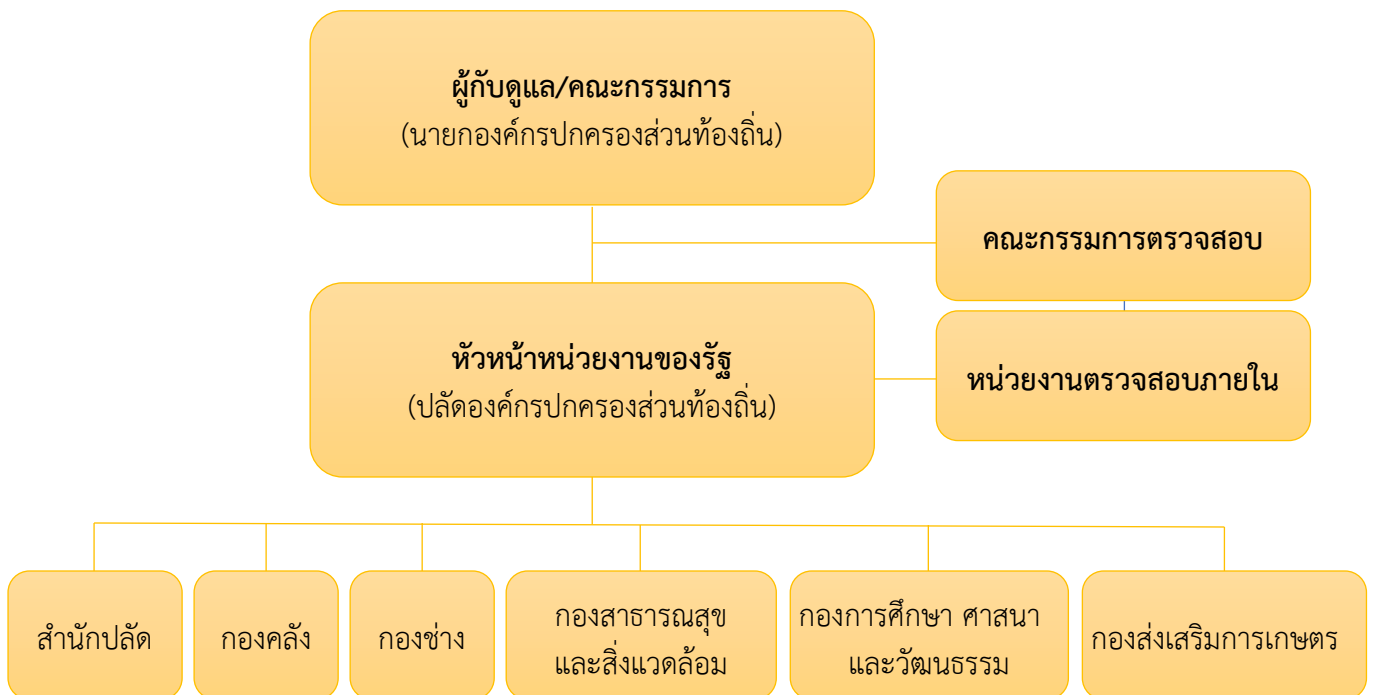 ผู้กับดูแล/คณะกรรมการ
(นายกองค์กรปกครองส่วนท้องถิ่น)
คณะกรรมการตรวจสอบ
หัวหน้าหน่วยงานของรัฐ
(ปลัดองค์กรปกครองส่วนท้องถิ่น)
หน่วยงานตรวจสอบภายใน
สำนักปลัด
กองคลัง
กองช่าง
กองสาธารณสุข
และสิ่งแวดล้อม
กองการศึกษา ศาสนา
และวัฒนธรรม
กองส่งเสริมการเกษตร